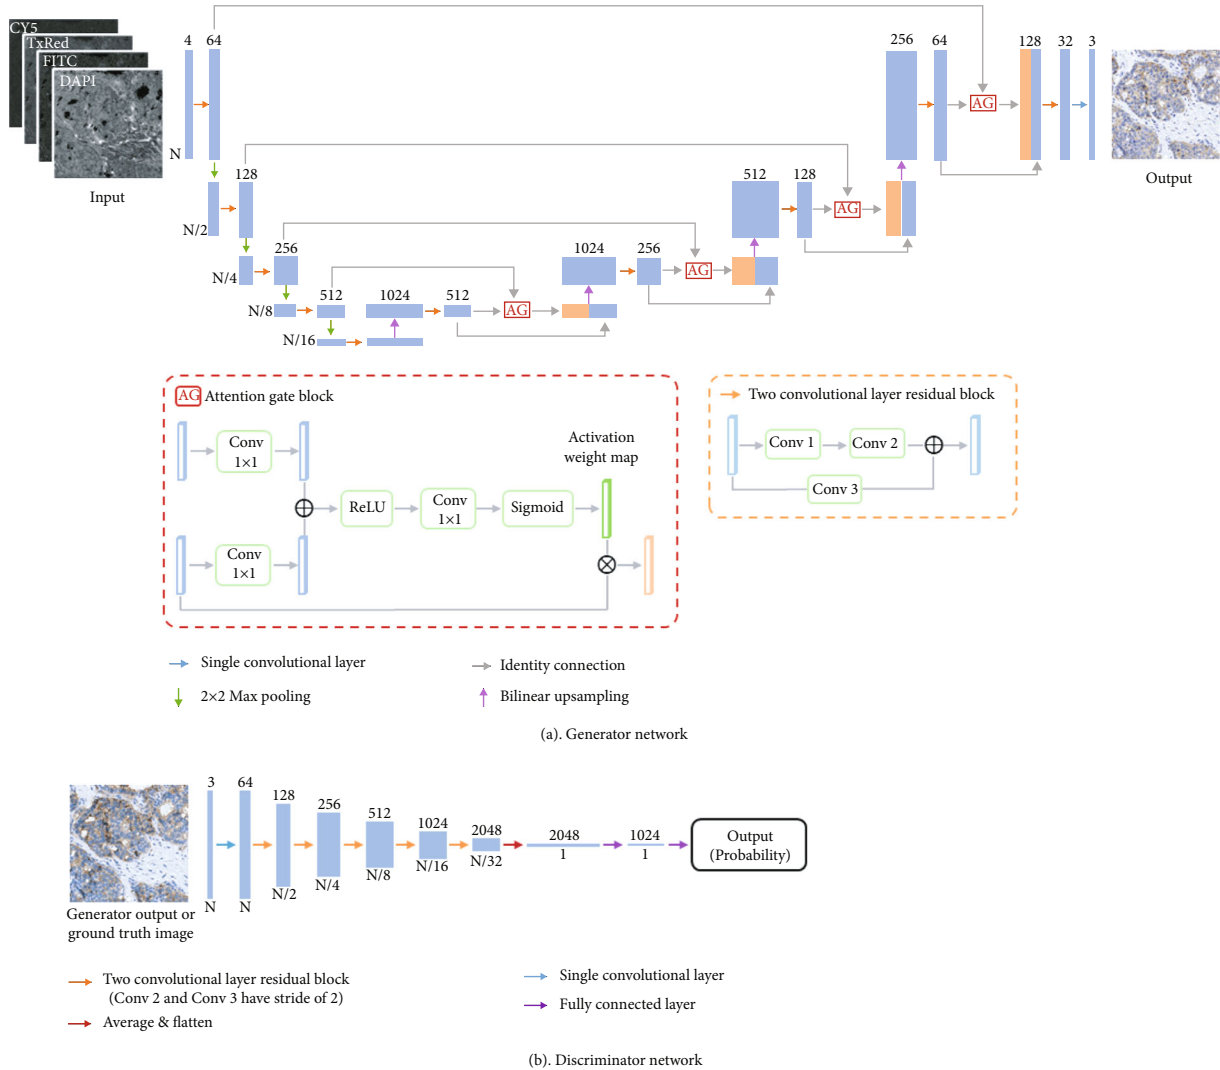 CY5
TxRed
FITC
DAPI
Input
4
64
N
128
N/2
256
N/4
512
N/8
1024
N/16
512
AG
1024
256
AG
512
128
AG
256
64
AG
128
32
3
Output
AG Attention gate block
Conv
1×1
Conv
1×1
ReLU
Conv
1×1
Sigmoid
Activation
weight map
Two convolutional layer residual block
Conv 1
Conv 2
Conv 3
Single convolutional layer
Identity connection
2×2 Max pooling
Bilinear upsampling
(a). Generator network
3
64
128
256
512
1024
2048
2048
1024
N
N
N/2
N/4
N/8
N/16
N/32
1
1
Output
(Probability)
Generator output or
ground truth image
Two convolutional layer residual block
(Conv 2 and Conv 3 have stride of 2)
Average & flatten
Single convolutional layer
Fully connected layer
(b). Discriminator network